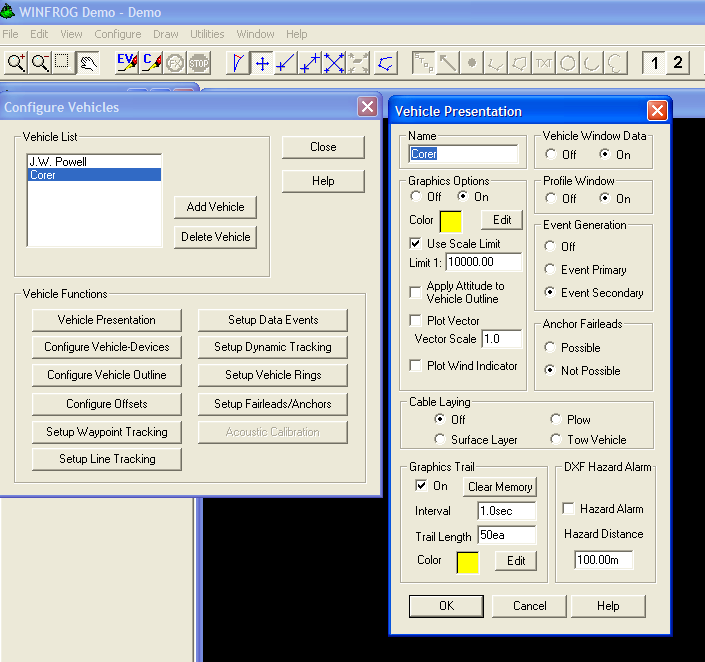 WINFROG Demo - Demo
File Edit View Configure Draw Utilities Window Help
EV C FX STOP TXT 1 2
Configure Vehicles
Vehicle List
J.W. Powell
Corer
Close
Help
Add Vehicle
Delete Vehicle
Vehicle Functions
Vehicle Presentation
Setup Data Events
Configure Vehicle-Devices
Setup Dynamic Tracking
Configure Vehicle Outline
Setup Vehicle Rings
Configure Offsets
Setup Fairleads/Anchors
Setup Waypoint Tracking
Acoustic Calibration
Setup Line Tracking
Vehicle Presentation
Name
Corer
Vehicle Window Data
Off On
Graphics Options
Off On
Color Edit
Use Scale Limit
Limit 1: 10000.00
Apply Attitude to
Vehicle Outline
Plot Vector
Vector Scale 1.0
Plot Wind Indicator
Profile Window
Off On
Event Generation
Off
Event Primary
Event Secondary
Anchor Fairleads
Possible
Not Possible
Cable Laying
Off Plow
Surface Layer Tow Vehicle
Graphics Trail
On Clear Memory
Interval 1.0sec
Trail Length 50ea
Color Edit
DXF Hazard Alarm
Hazard Alarm
Hazard Distance
100.00m
OK Cancel Help